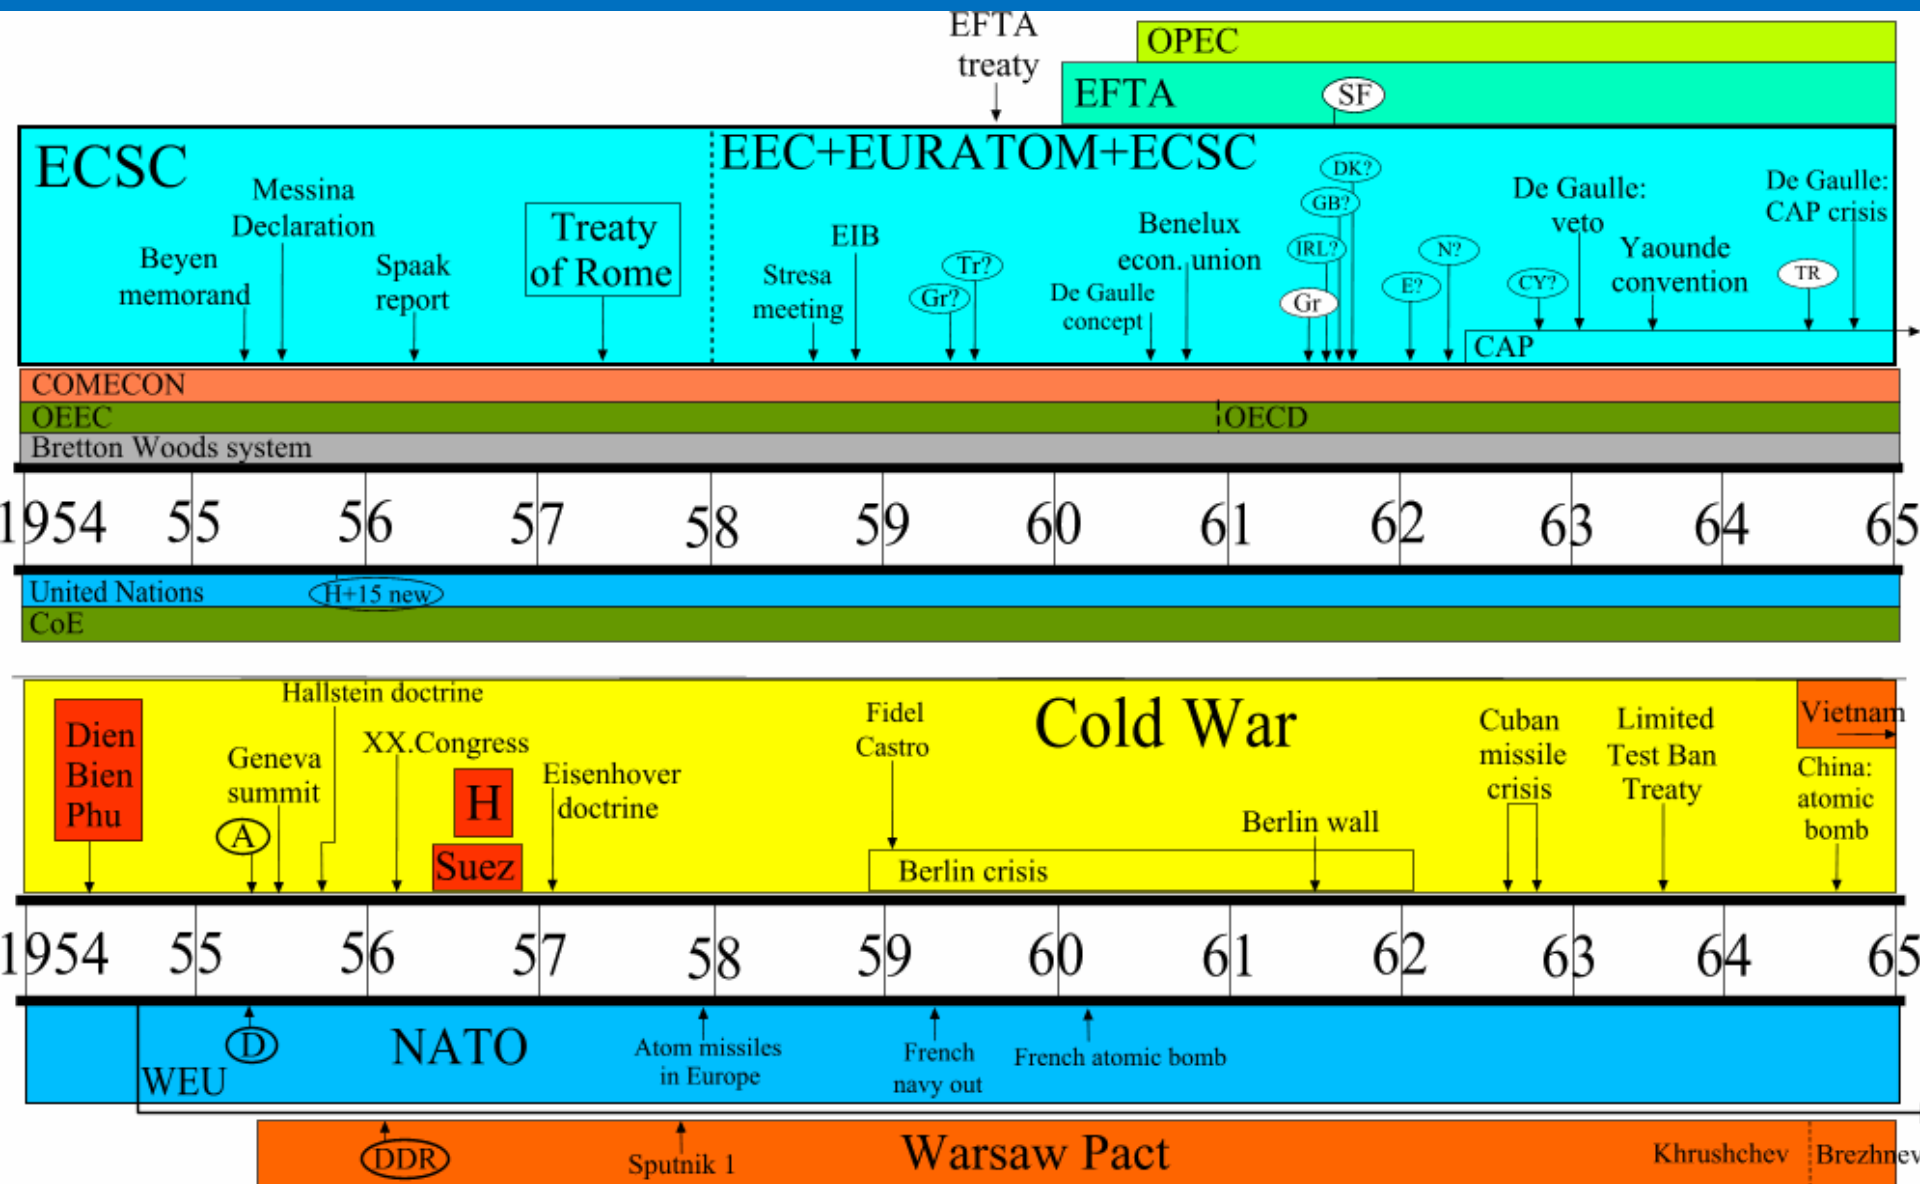 EFTA
treaty
OPEC
EFTA
SF
ECSC
EEC+EURATOM+ECSC
Messina
Declaration
Beyen
memorand
Spaak
report
Treaty
of Rome
Stresa
meeting
EIB
Gr?
Tr?
De Gaulle
concept
Benelux
econ. union
Gr
IRL?
GB?
DK?
E?
N?
CY?
De Gaulle:
veto
Yaounde
convention
TR
De Gaulle:
CAP crisis
CAP
COMECON
OEEC
OECD
Bretton Woods system
1954 55 56 57 58 59 60 61 62 63 64 65
United Nations
H+15 new
CoE
Cold War
Dien
Bien
Phu
Hallstein doctrine
Geneva
summit
A
XX.Congress
H
Suez
Eisenhover
doctrine
Fidel
Castro
Berlin crisis
Berlin wall
Cuban
missile
crisis
Limited
Test Ban
Treaty
Vietnam
China:
atomic
bomb
1954 55 56 57 58 59 60 61 62 63 64 65
WEU
D
NATO
Atom missiles
in Europe
French
navy out
French atomic bomb
DDR
Sputnik 1
Warsaw Pact
Khrushchev
Brezhnev